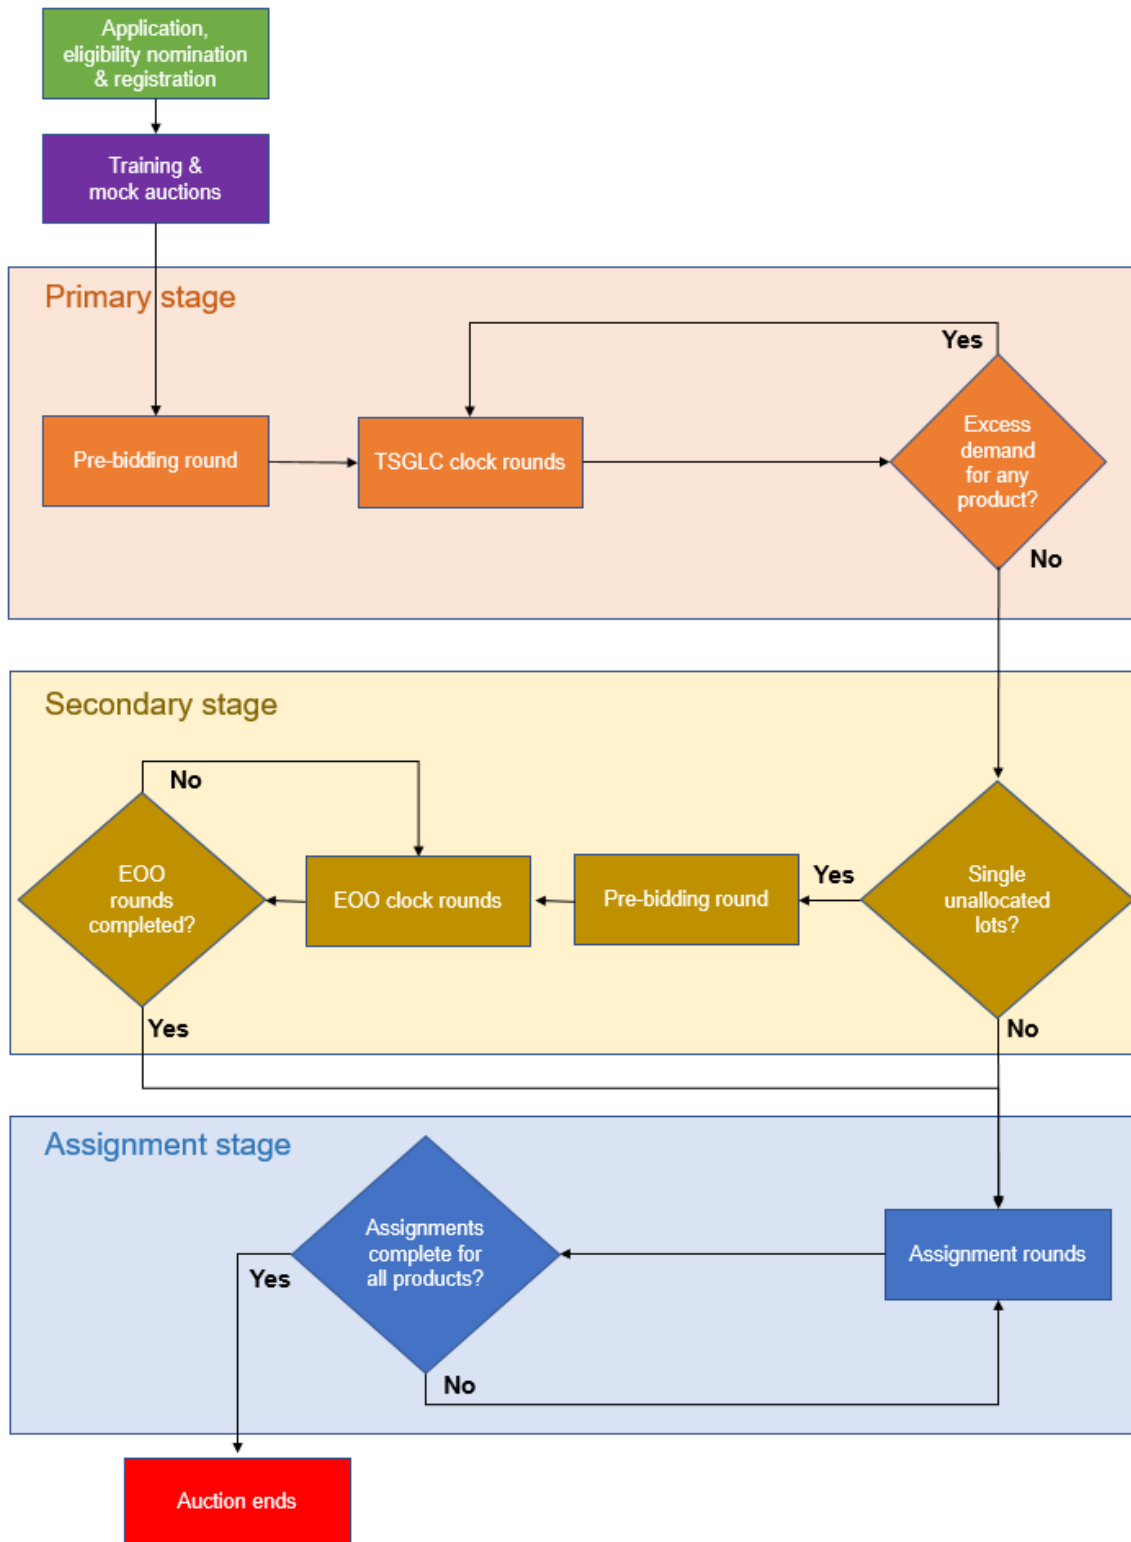 Application,
eligibility nomination
& registration
Training &
mock auctions
Primary stage
Yes
Pre-bidding round
TSGLC clock rounds
Excess
demand
for any
product?
No
Secondary stage
No
EOO
rounds
completed?
EOO clock rounds
Pre-bidding round
Yes
Single
unallocated
lots?
Yes
No
Assignment stage
Assignments
complete for
all products?
Assignment rounds
Yes
No
Auction ends